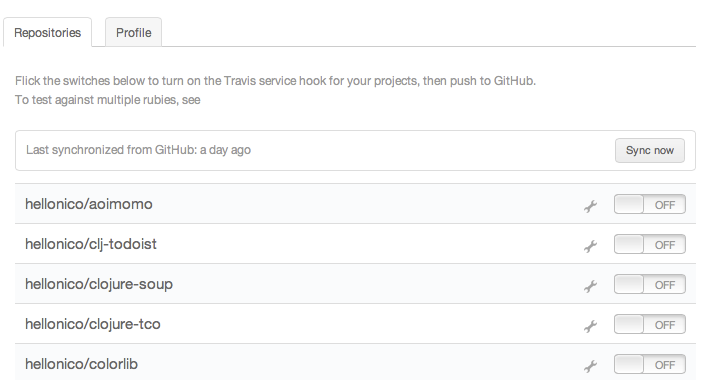 Repositories Profile
Flick the switches below to turn on the Travis service hook for your projects, then push to GitHub.
To test against multiple rubies, see
Last synchronized from GitHub: a day ago Sync now
hellonico/aoimomo OFF
hellonico/clj-todoist OFF
hellonico/clojure-soup OFF
hellonico/clojure-tco OFF
hellonico/colorlib OFF